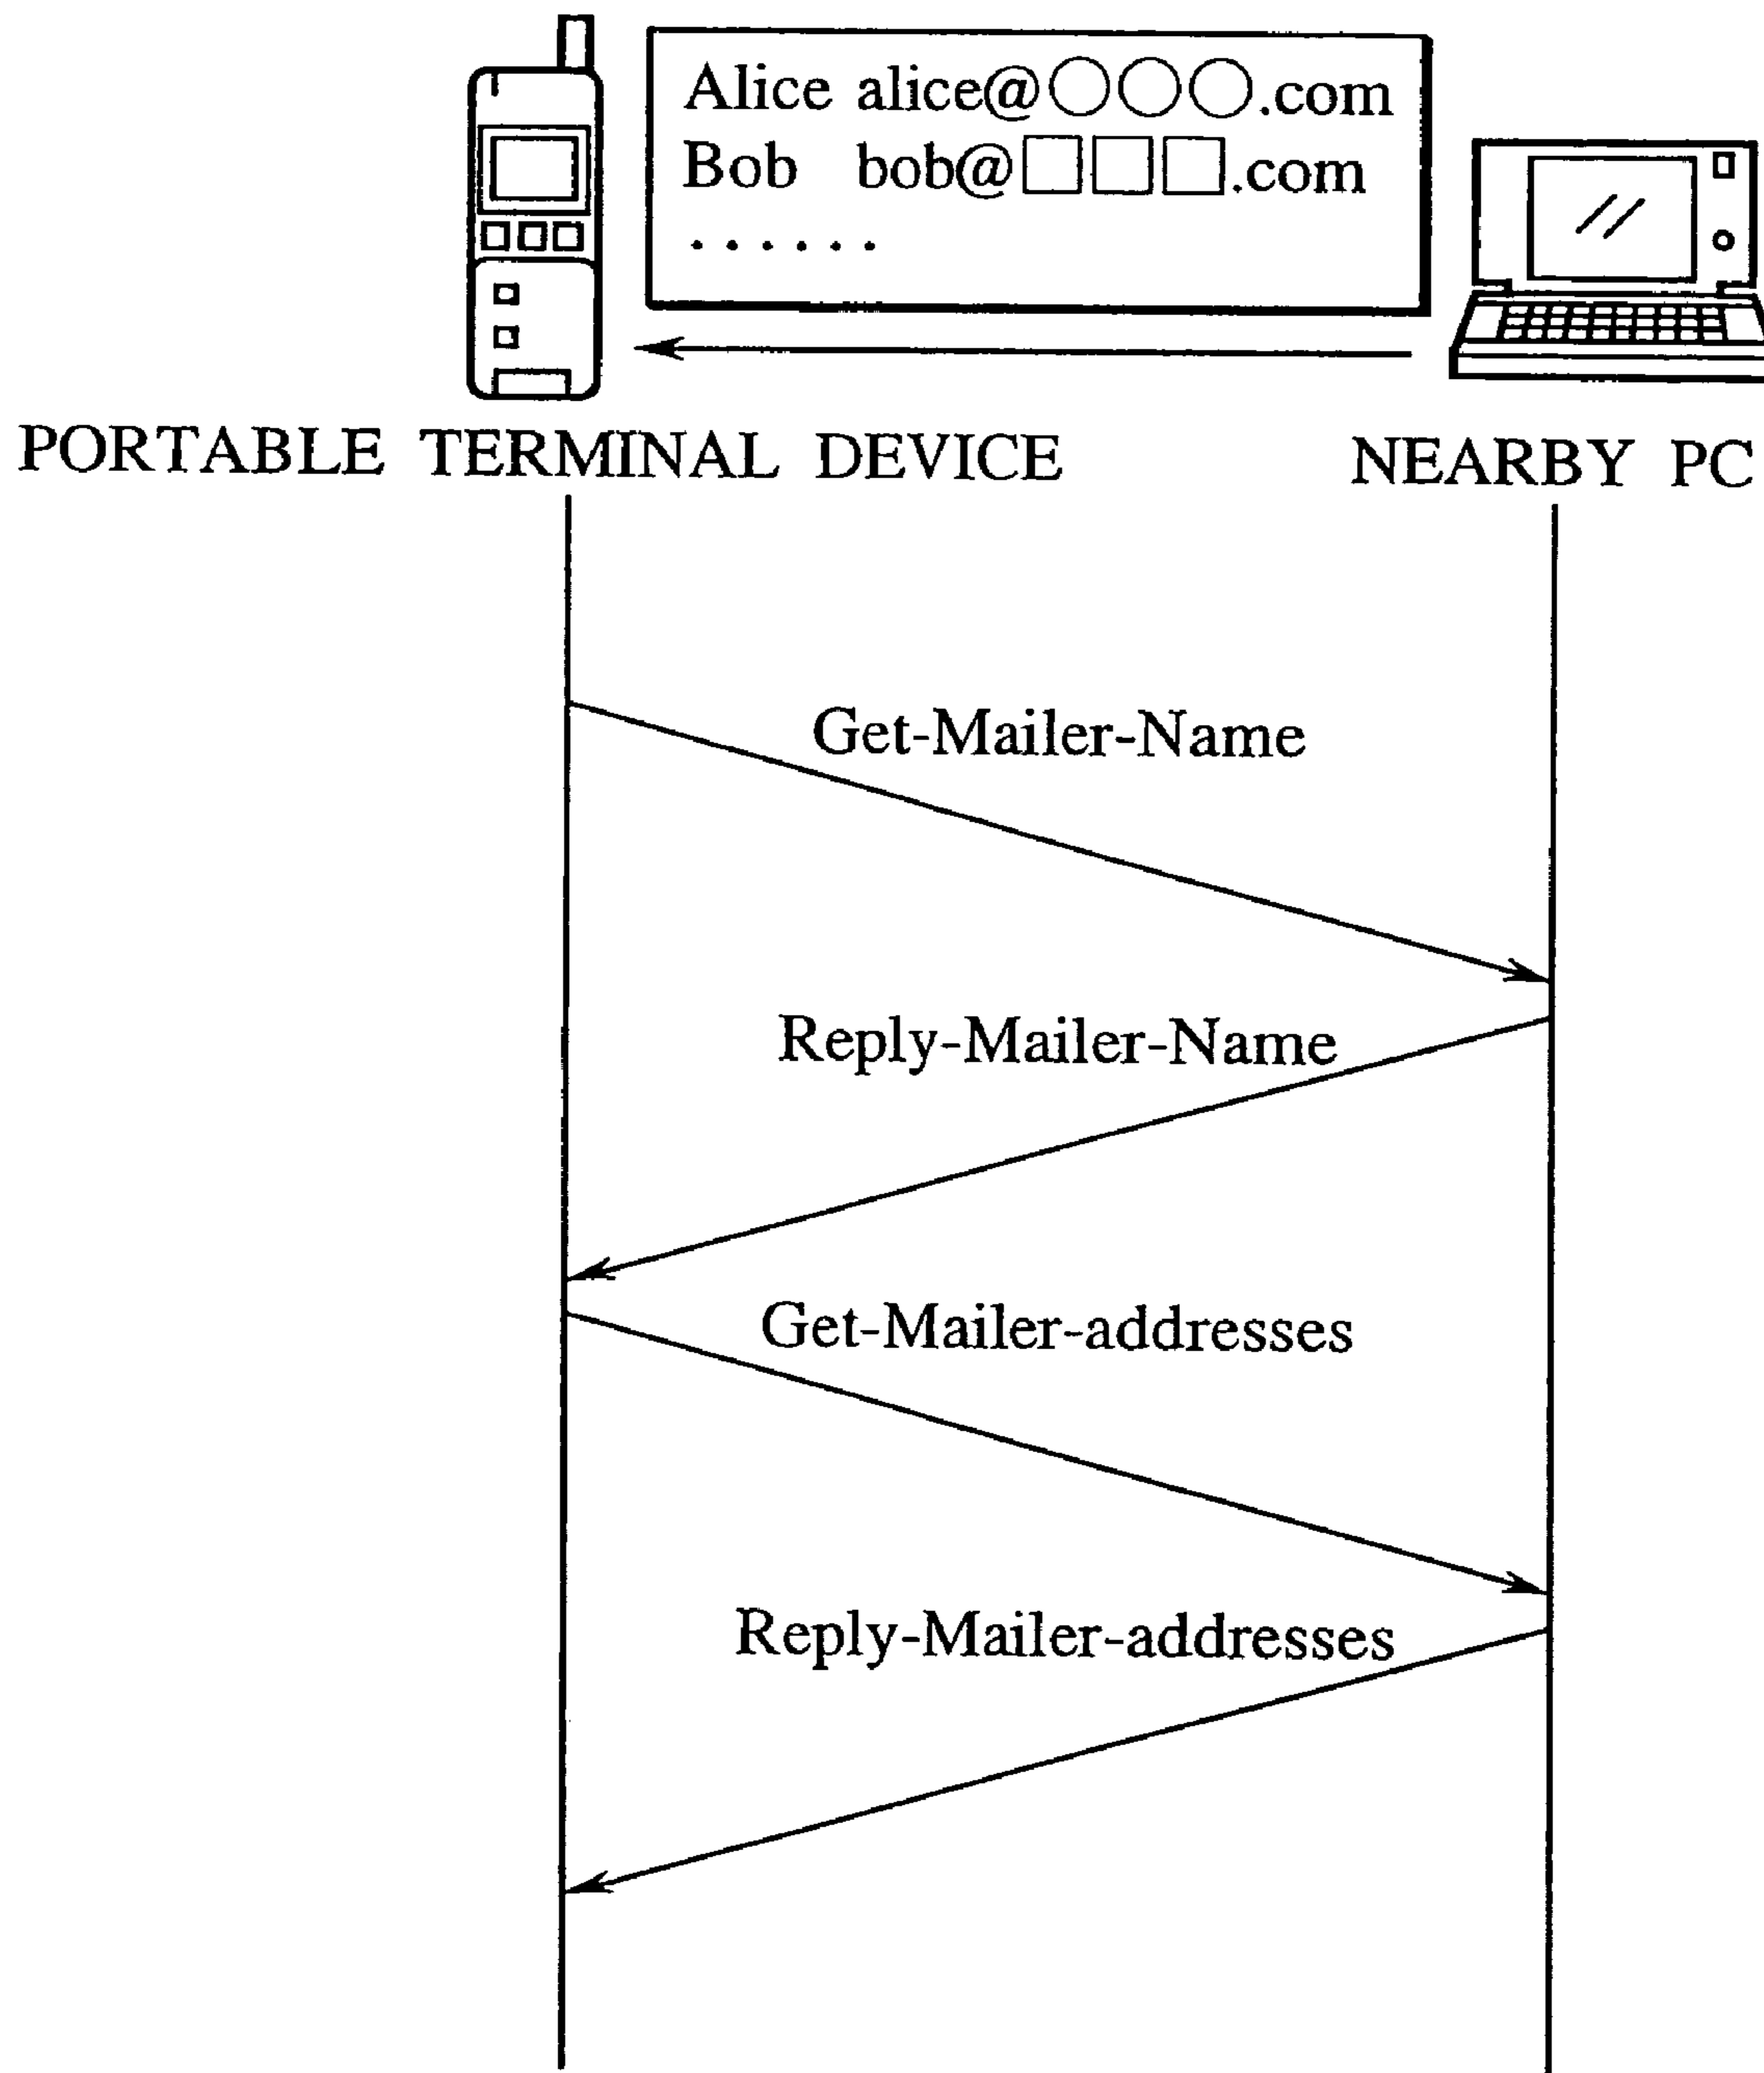 Alice alice@○○○.com
Bob bob@□□□.com
......
PORTABLE TERMINAL DEVICE
NEARBY PC
Get-Mailer-Name
Reply-Mailer-Name
Get-Mailer-addresses
Reply-Mailer-addresses